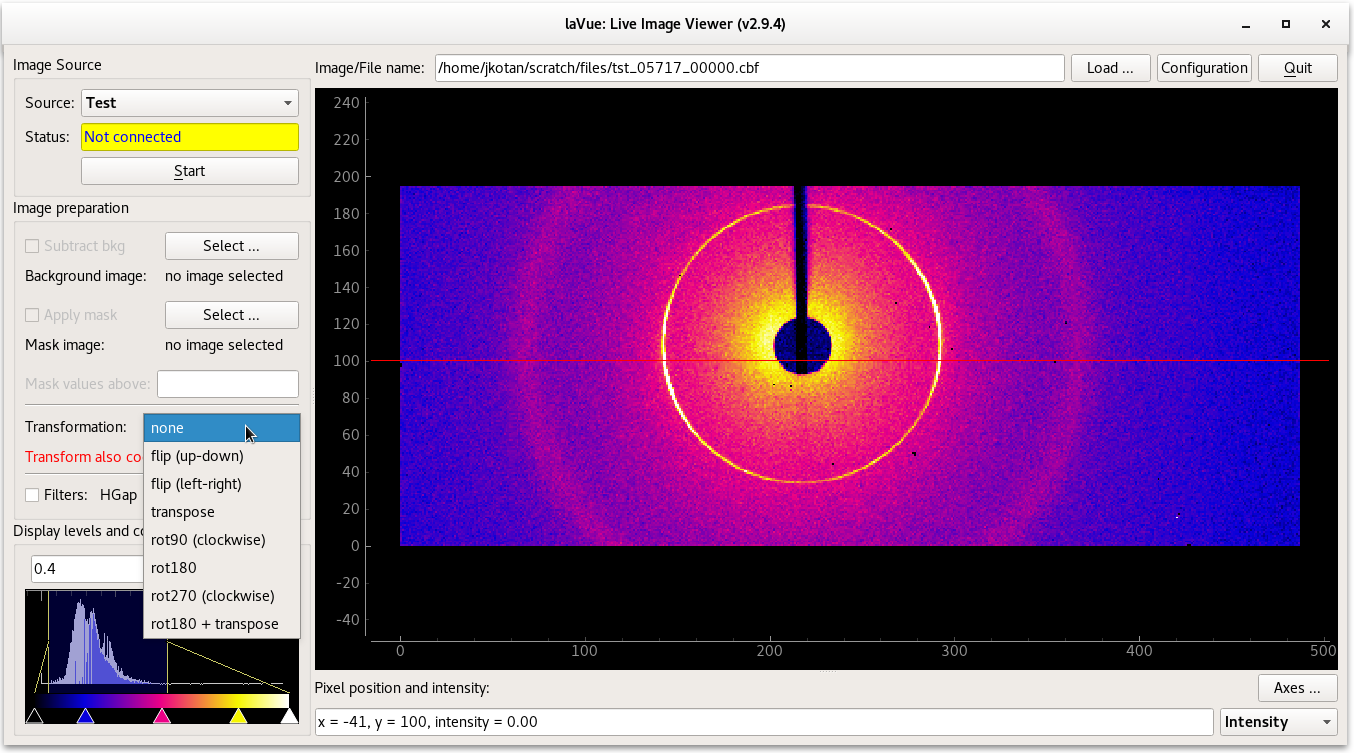 laVue: Live Image Viewer (v2.9.4)
Image Source
Source: Test
Status: Not connected
Start
Image preparation
Subtract bkg Select ...
Background image: no image selected
Apply mask Select ...
Mask image: no image selected
Mask values above:
Transformation: none
flip (up-down)
Transform also co
flip (left-right)
Filters: HGap
transpose
Display levels and co
rot90 (clockwise)
0.4 rot180
rot270 (clockwise)
rot180 + transpose
Image/File name: /home/jkotan/scratch/files/tst_05717_00000.cbf Load ... Configuration Quit
240
220
200
180
160
140
120
100
80
60
40
20
0
-20
-40
0 100 200 300 400 500
Pixel position and intensity: Axes ...
x = -41, y = 100, intensity = 0.00 Intensity